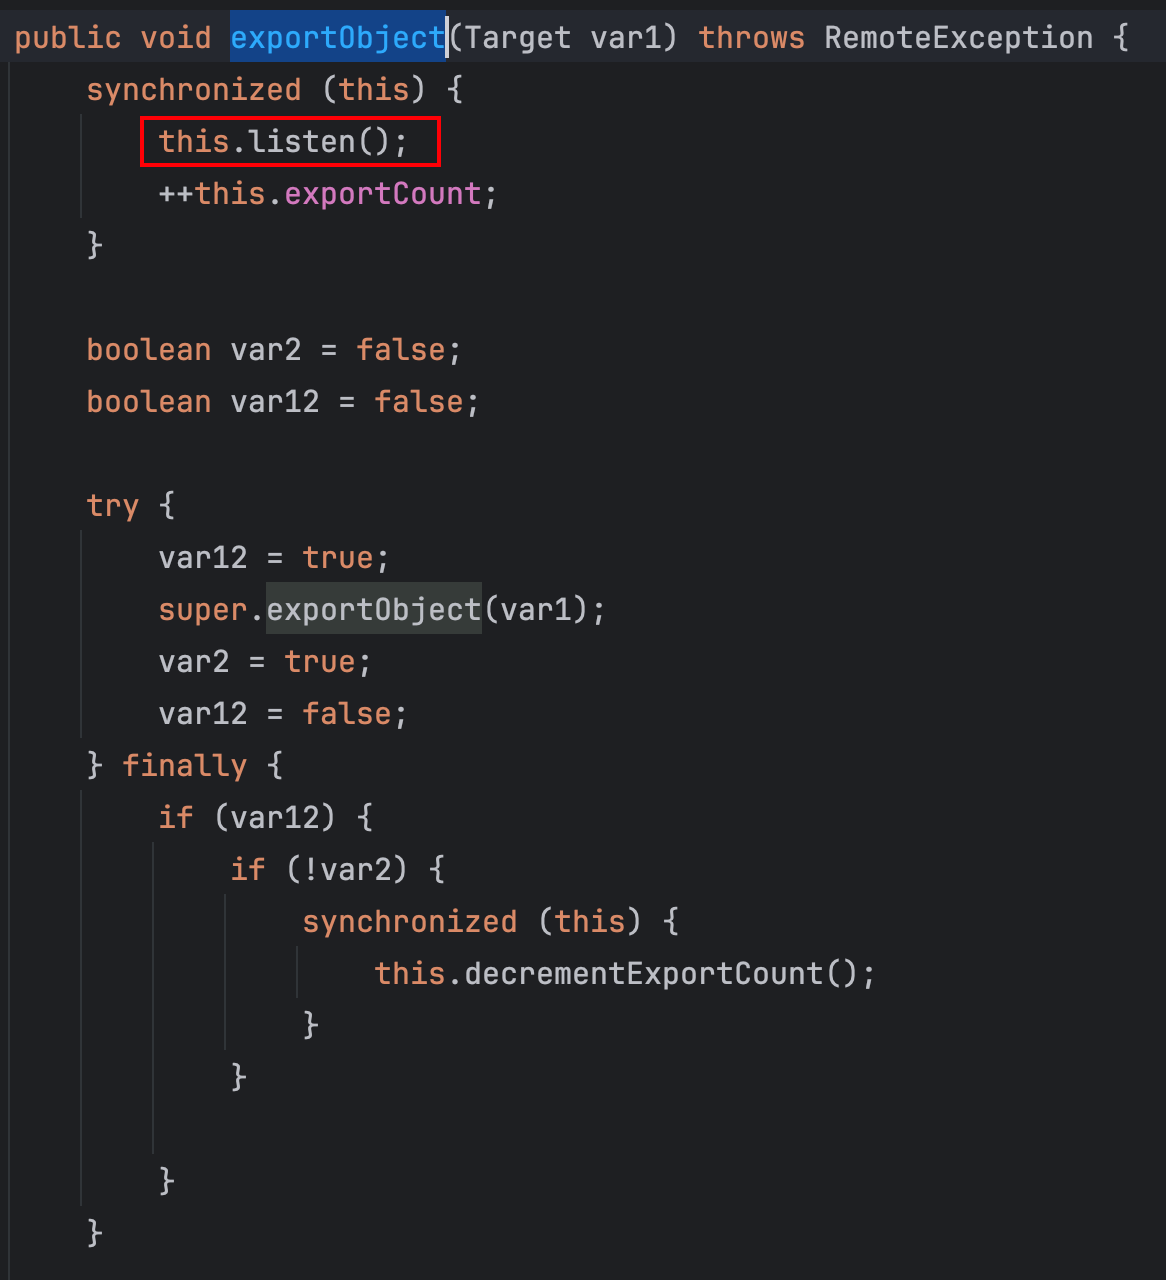 public void exportObject(Target var1) throws RemoteException {
synchronized (this) {
this.listen();
++this.exportCount;
}
boolean var2 = false;
boolean var12 = false;
try {
var12 = true;
super.exportObject(var1);
var2 = true;
var12 = false;
} finally {
if (var12) {
if (!var2) {
synchronized (this) {
this.decrementExportCount();
}
}
}
}